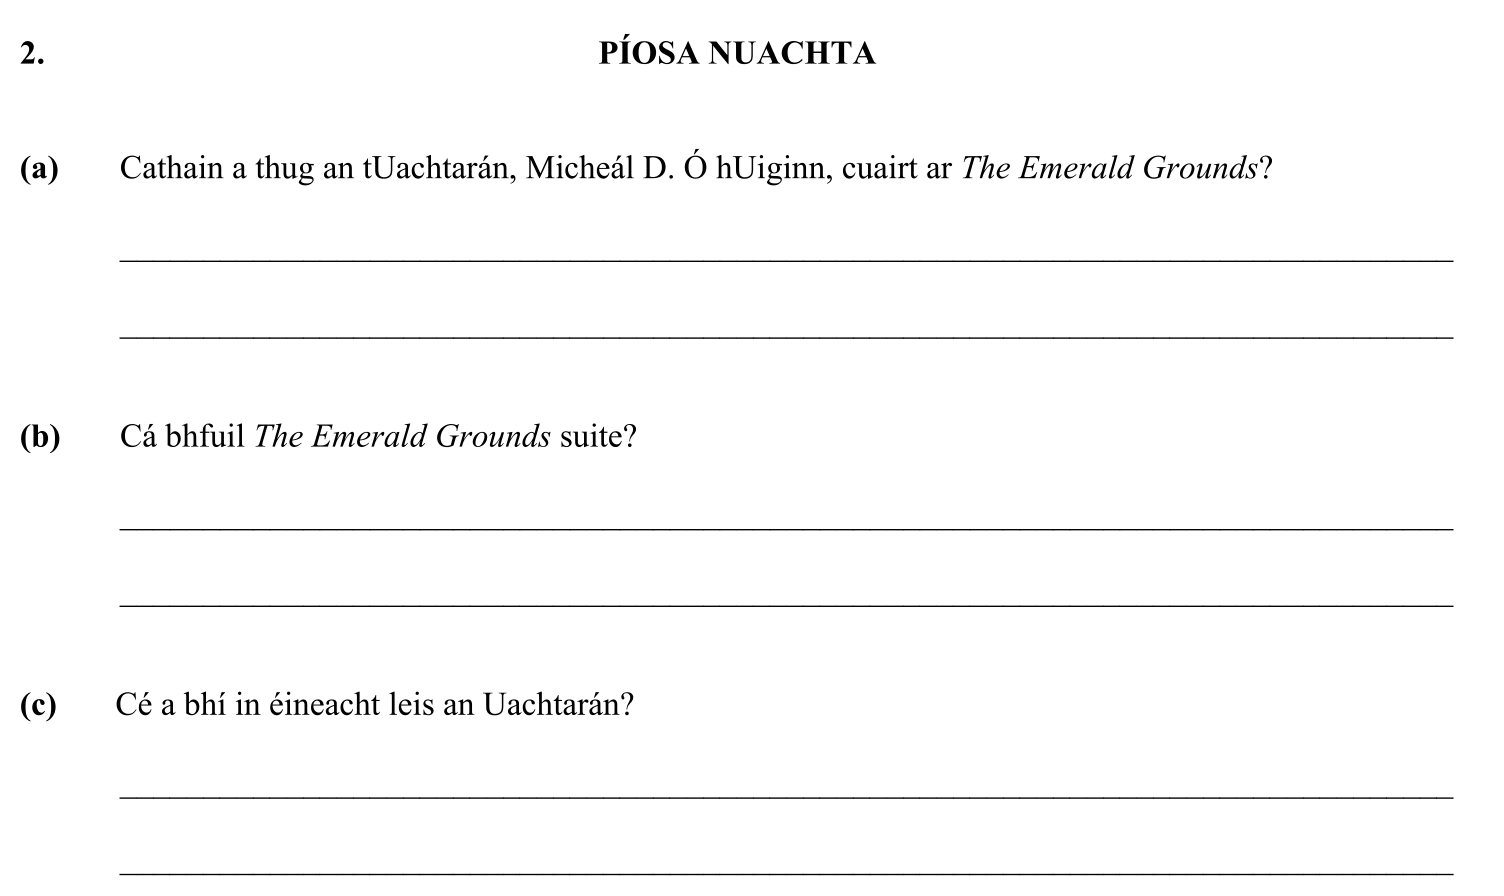 2. PÍOSA NUACHTA
(a) Cathain a thug an tUachtarán, Micheál D. Ó hUiginn, cuairt ar The Emerald Grounds?
(b) Cá bhfuil The Emerald Grounds suite?
(c) Cé a bhí in éineacht leis an Uachtarán?